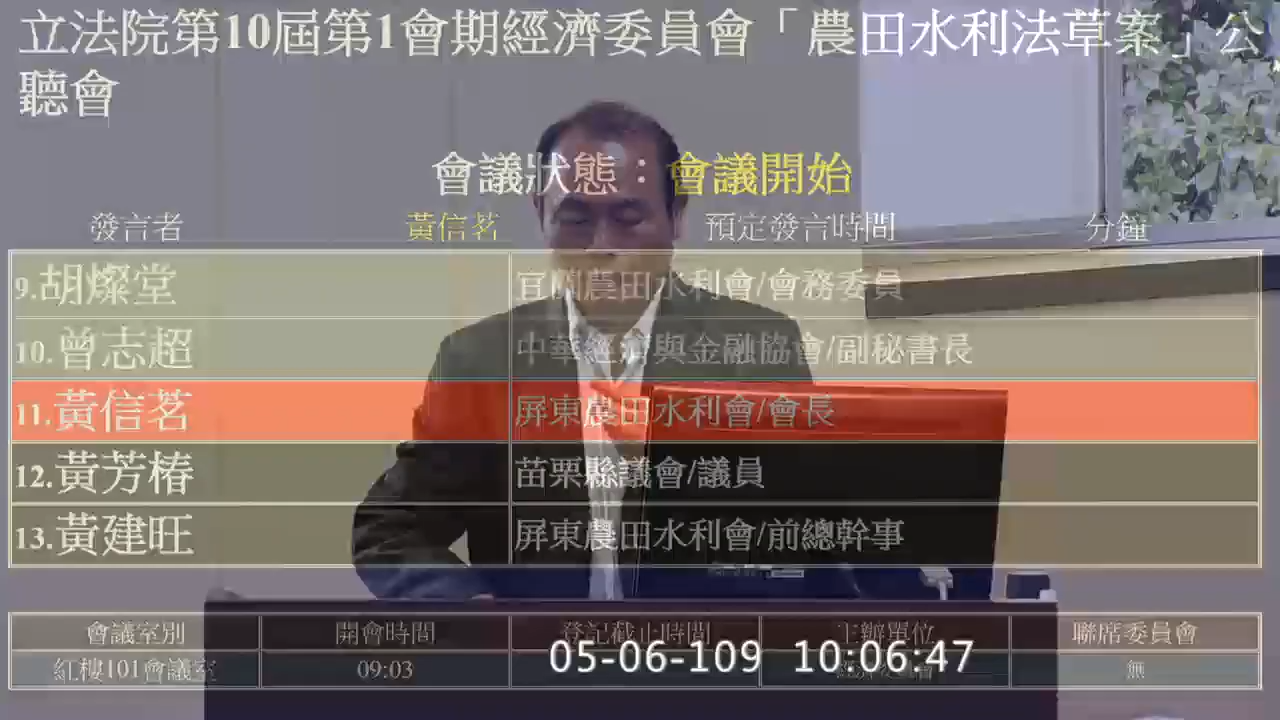 立法院第10屆第1會期經濟委員會「農田水利法草案」公
聽會
會議狀態：會議開始
發言者 黃信茗 預定發言時間 分鐘
9.胡燦堂 宜蘭農田水利會/會務委員
10.曾志超 中華經濟與金融協會/副秘書長
11.黃信茗 屏東農田水利會/會長
12.黃芳椿 苗栗縣議會/議員
13.黃建旺 屏東農田水利會/前總幹事
會議室別 開會時間 登記截止時間 主辦單位 聯席委員會
紅樓101會議室 09:03 無
05-06-109 10:06:47